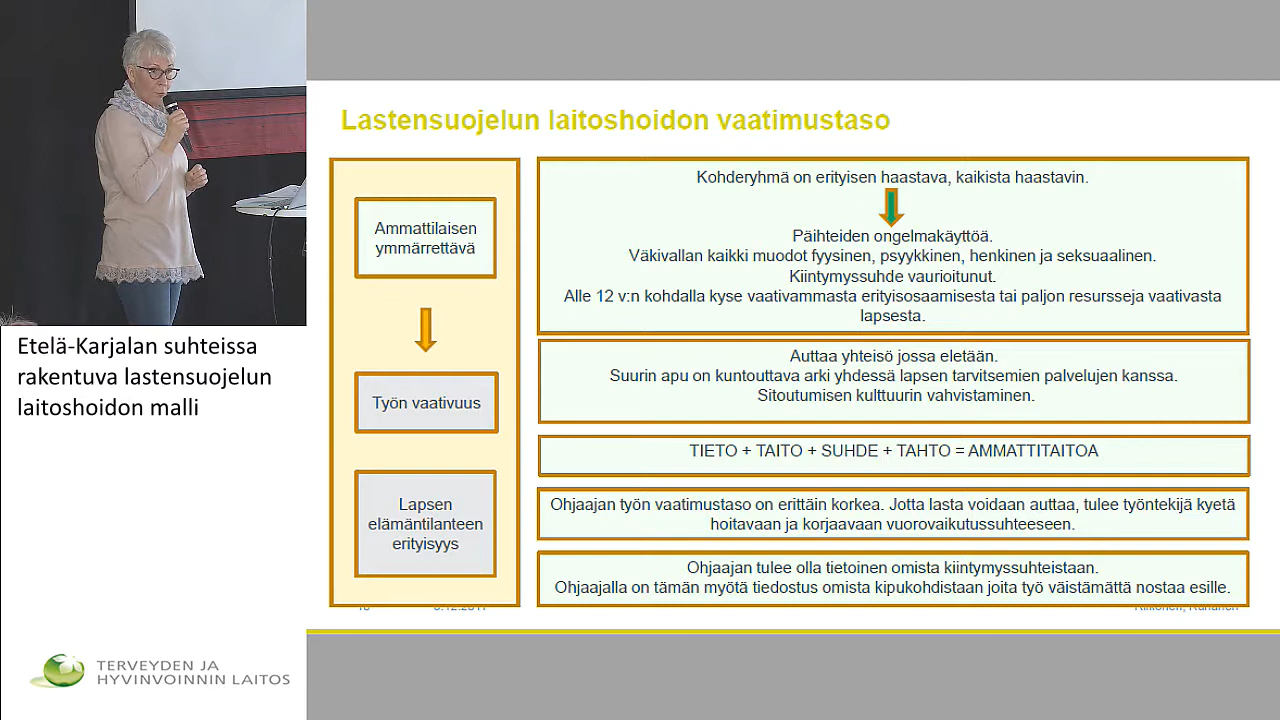 Lastensuojelun laitoshoidon vaatimustaso
Ammattilaisen
ymmärrettävä
Työn vaativuus
Lapsen
elämäntilanteen
erityisyys
Kohderyhmä on erityisen haastava, kaikista haastavin.
Päihteiden ongelmakäyttöä.
Väkivallan kaikki muodot fyysinen, psyykkinen, henkinen ja seksuaalinen.
Kiintymyssuhde vaurioitunut.
Alle 12 v:n kohdalla kyse vaativammasta erityisosaamisesta tai paljon resursseja vaativasta
lapsesta.
Auttaa yhteisö jossa eletään.
Suurin apu on kuntouttava arki yhdessä lapsen tarvitsemien palvelujen kanssa.
Sitoutumisen kulttuurin vahvistaminen.
TIETO + TAITO + SUHDE + TAHTO = AMMATTITAITOA
Ohjaajan työn vaatimustaso on erittäin korkea. Jotta lasta voidaan auttaa, tulee työntekijä kyetä
hoitavaan ja korjaavaan vuorovaikutussuhteeseen.
Ohjaajan tulee olla tietoinen omista kiintymyssuhteistaan.
Ohjaajalla on tämän myötä tiedostus omista kipukohdistaan joita työ väistämättä nostaa esille.
Etelä-Karjalan suhteissa
rakentuva lastensuojelun
laitoshoidon malli
TERVEYDEN JA
HYVINVOINNIN LAITOS